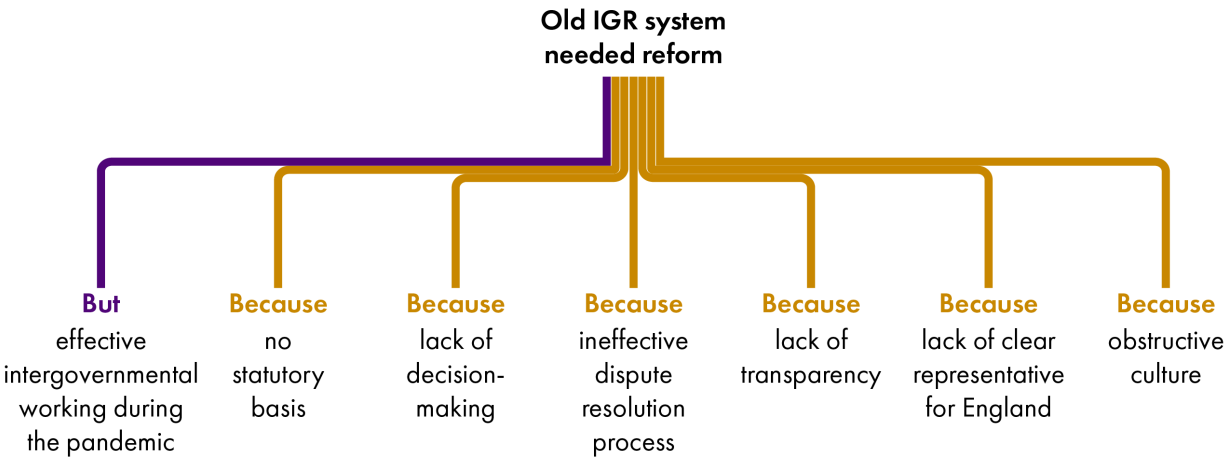 Old IGR system
needed reform
But
effective
intergovernmental
working during
the pandemic
Because
no
statutory
basis
Because
lack of
decision-
making
Because
ineffective
dispute
resolution
process
Because
lack of
transparency
Because
lack of clear
representative
for England
Because
obstructive
culture